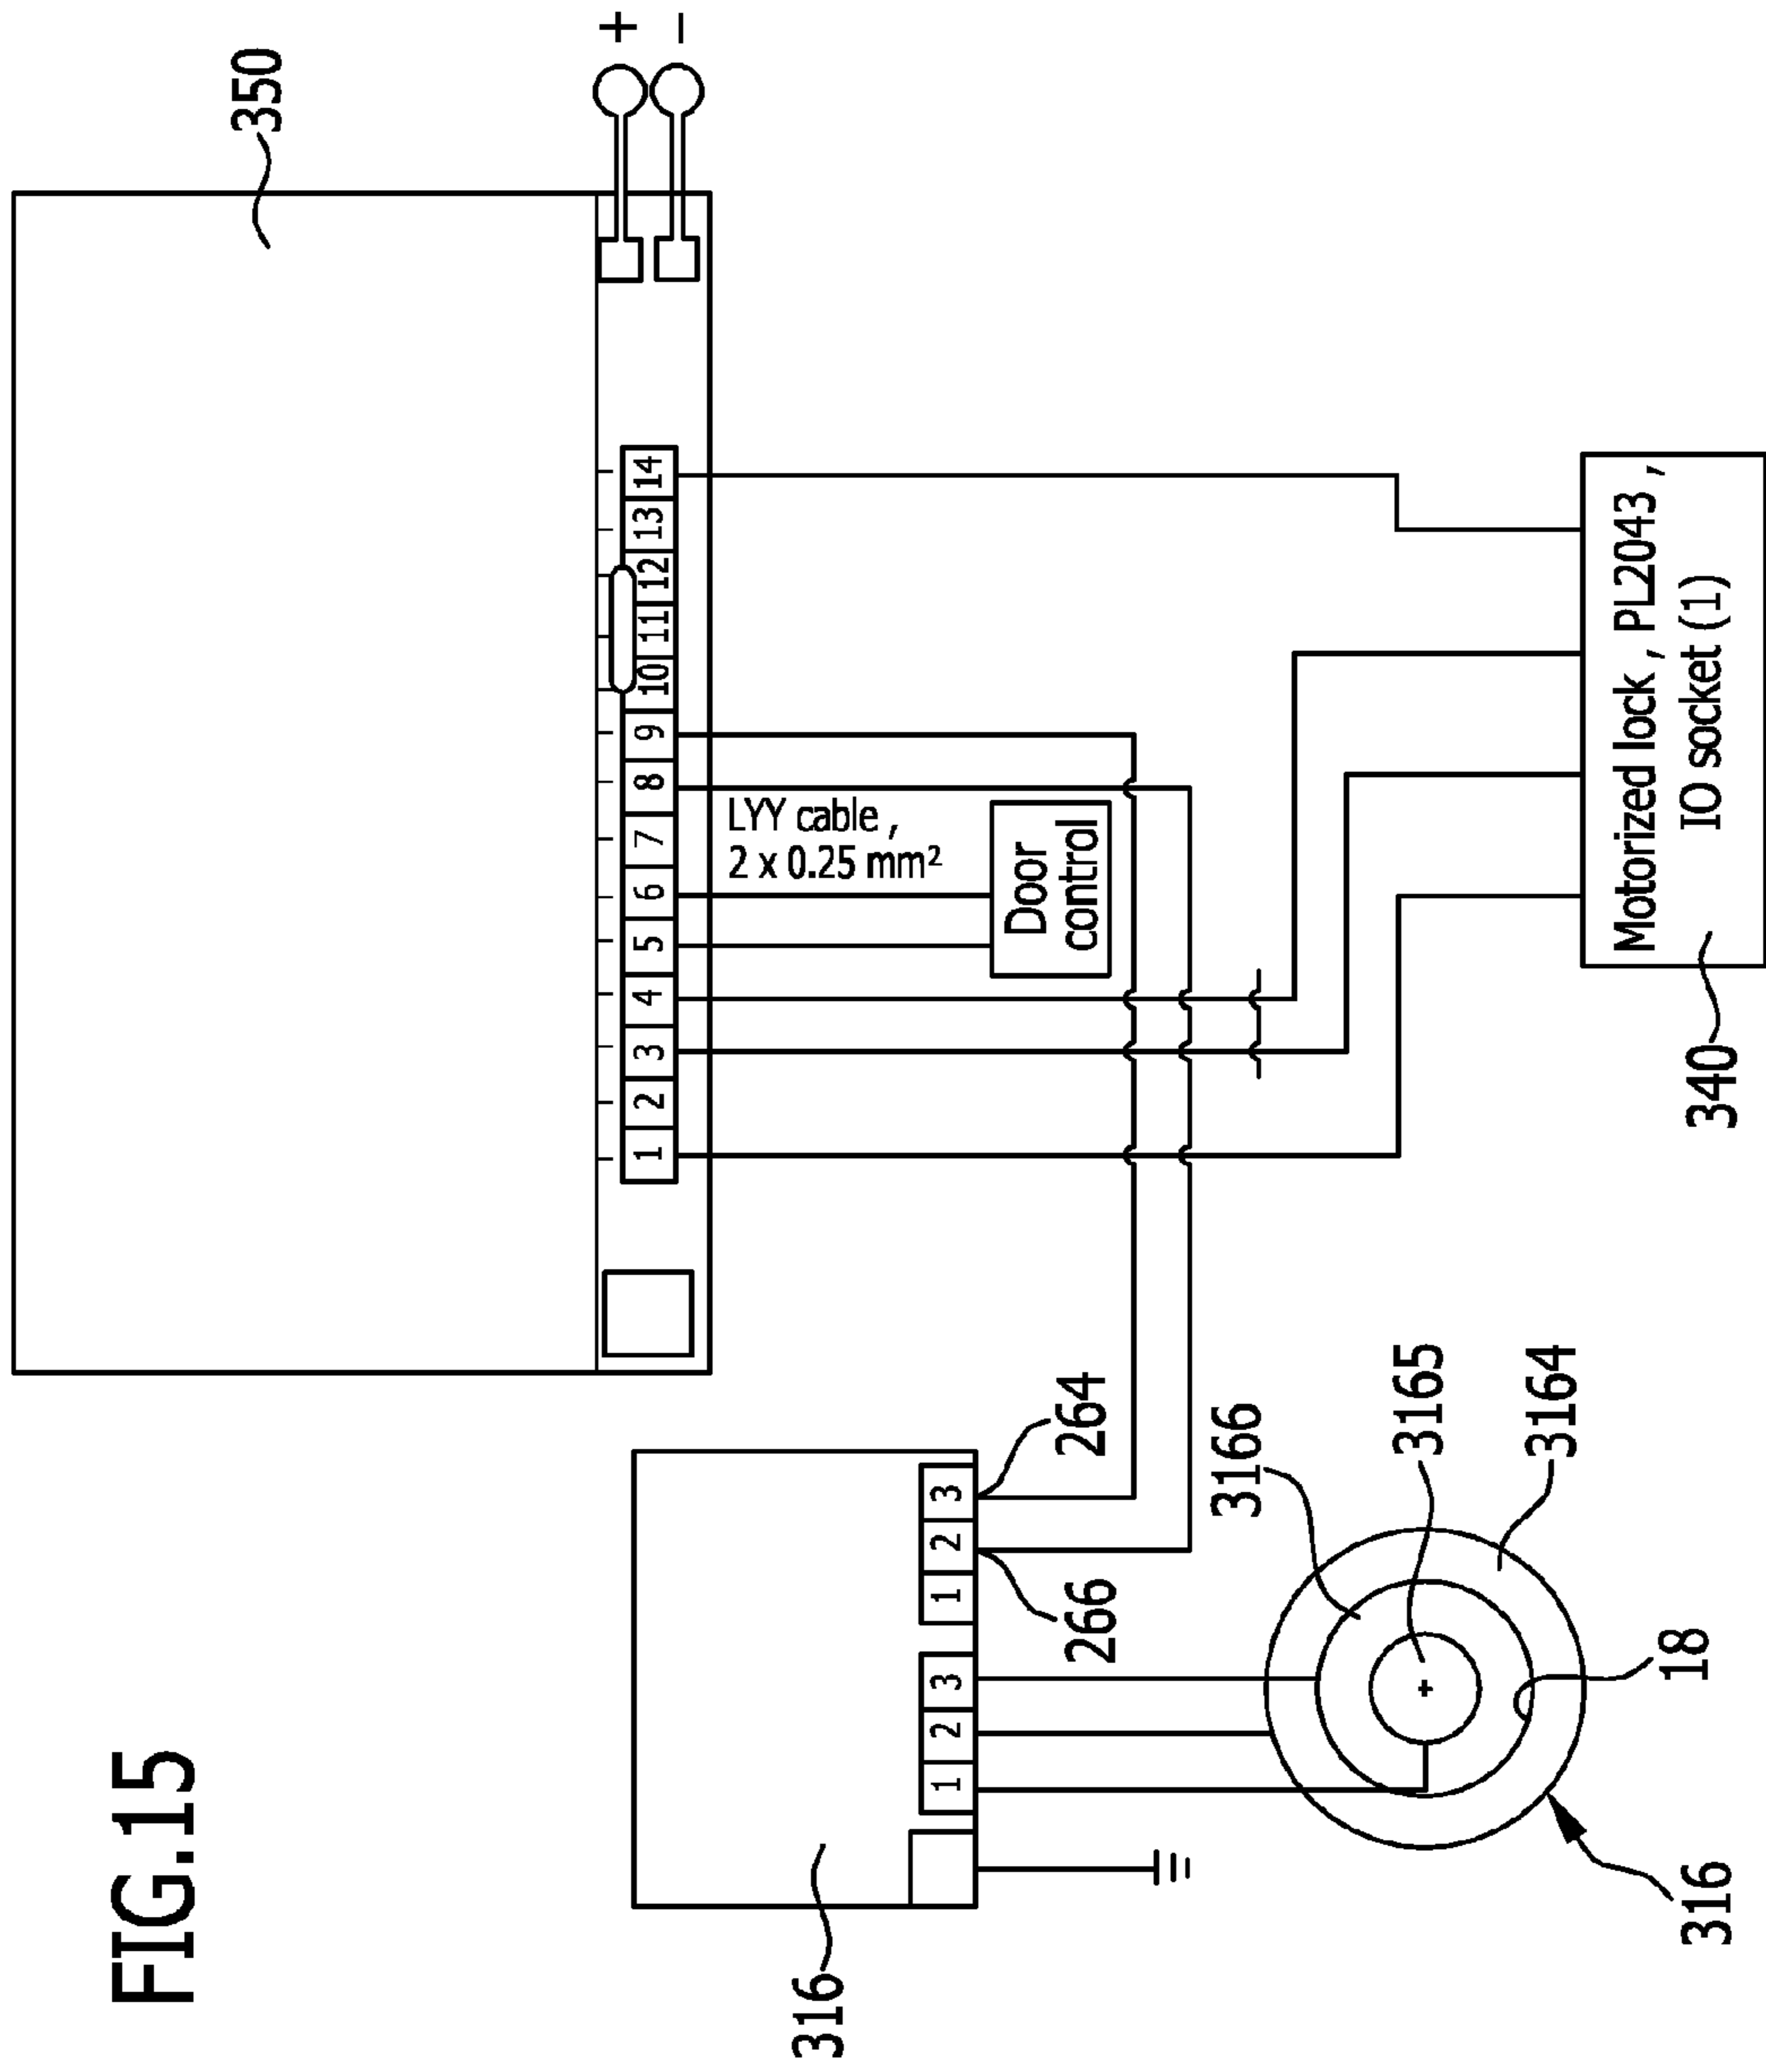 FIG.15
350
+
–
1 2 3 4 5 6 7 8 9 10 11 12 13 14
LYY cable ,
2 x 0.25 mm²
Door
control
316
1 2 3
1 2 3
264
266
3166
3165
3164
18
316
+
340
Motorized lock , PL2043 ,
IO socket (1)